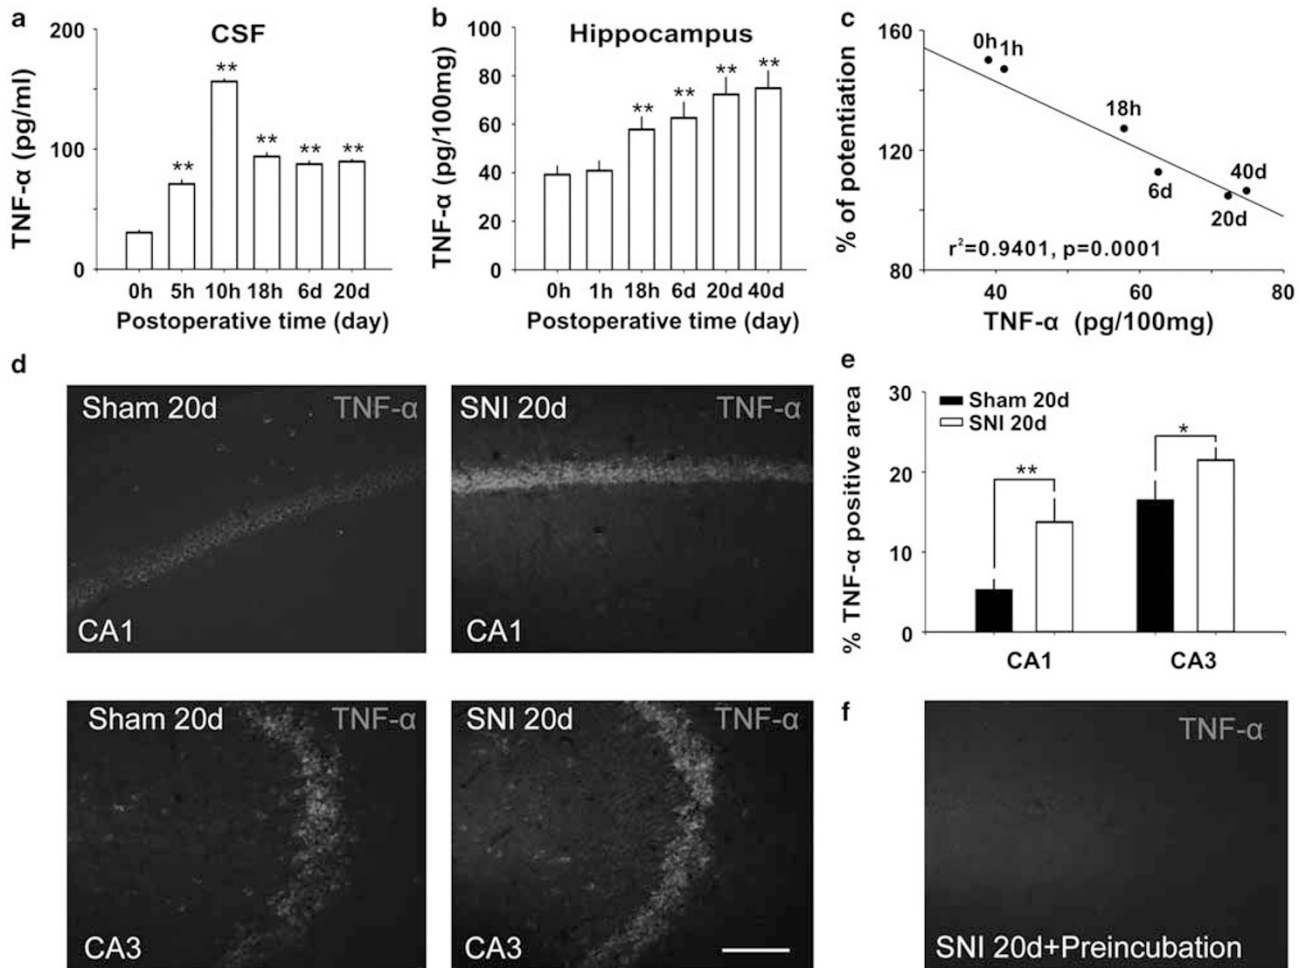 a
CSF
TNF-α (pg/ml)
200
100
0
** ** ** ** **
0h 5h 10h 18h 6d 20d
Postoperative time (day)
b
Hippocampus
TNF-α (pg/100mg)
100
80
60
40
20
0
** ** ** **
0h 1h 18h 6d 20d 40d
Postoperative time (day)
c
% of potentiation
160
120
80
0h 1h
18h
6d
40d
20d
r²=0.9401, p=0.0001
40 60 80
TNF-α (pg/100mg)
d
Sham 20d TNF-α
CA1
SNI 20d TNF-α
CA1
Sham 20d TNF-α
CA3
SNI 20d TNF-α
CA3
e
% TNF-α positive area
30
20
10
0
Sham 20d
SNI 20d
**
*
CA1 CA3
f
TNF-α
SNI 20d+Preincubation